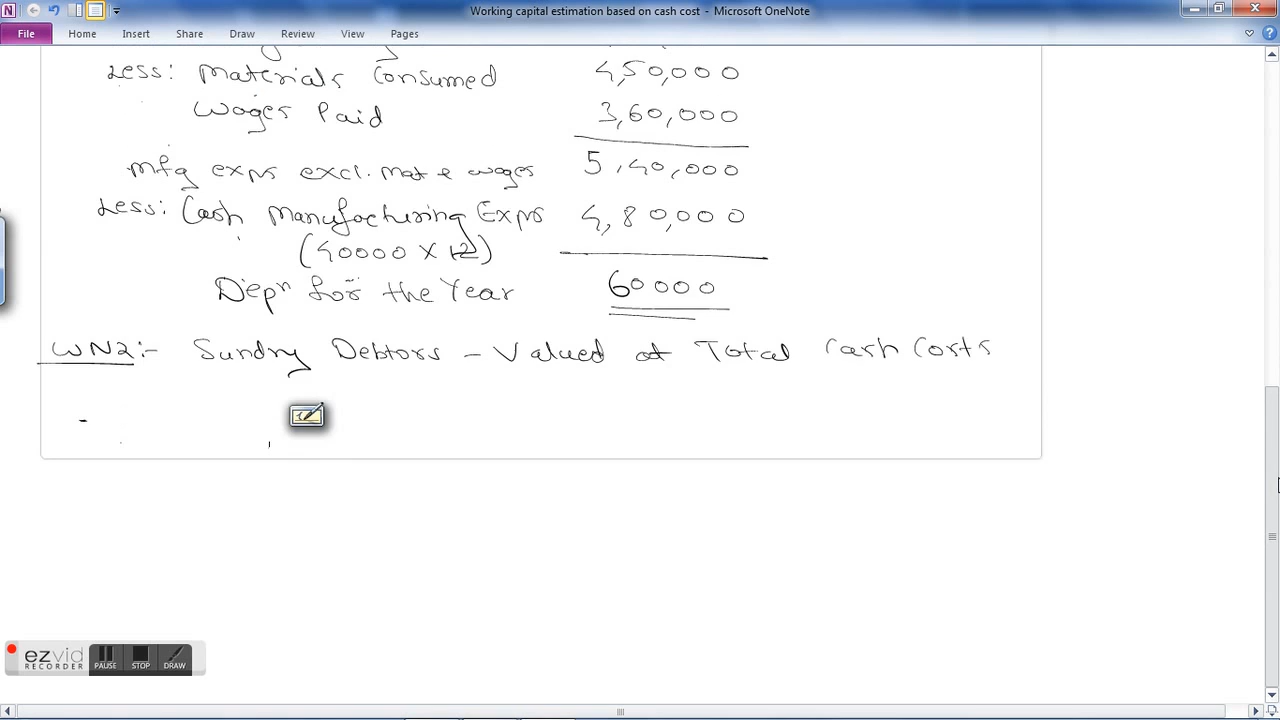 Working capital estimation based on cash cost - Microsoft OneNote
File Home Insert Share Draw Review View Pages
Less: Materials Consumed 4,50,000
Wages Paid 3,60,000
Mfg exps excl. mat & wages 5,40,000
Less: Cash Manufacturing Exps 4,80,000
(40000 X 12)
Depn for the Year 60000
WN2:- Sundry Debtors - Valued at Total Cash Costs
ezvid
RECORDER
PAUSE STOP DRAW